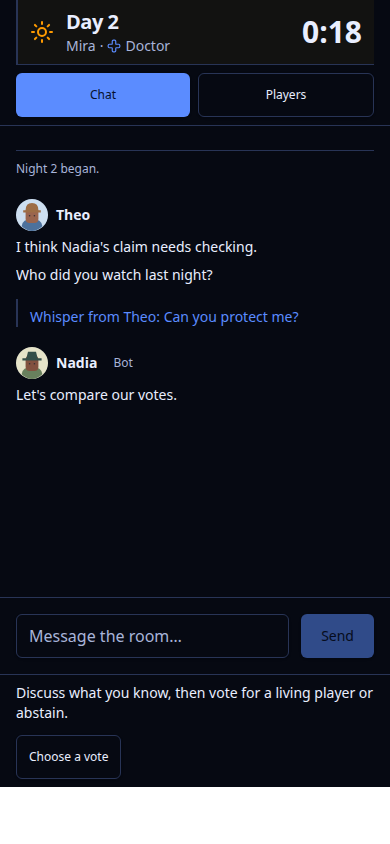 Day 2
0:18
Mira · Doctor
Chat
Players
Night 2 began.
Theo
I think Nadia's claim needs checking.
Who did you watch last night?
Whisper from Theo: Can you protect me?
Nadia Bot
Let's compare our votes.
Message the room...
Send
Discuss what you know, then vote for a living player or
abstain.
Choose a vote